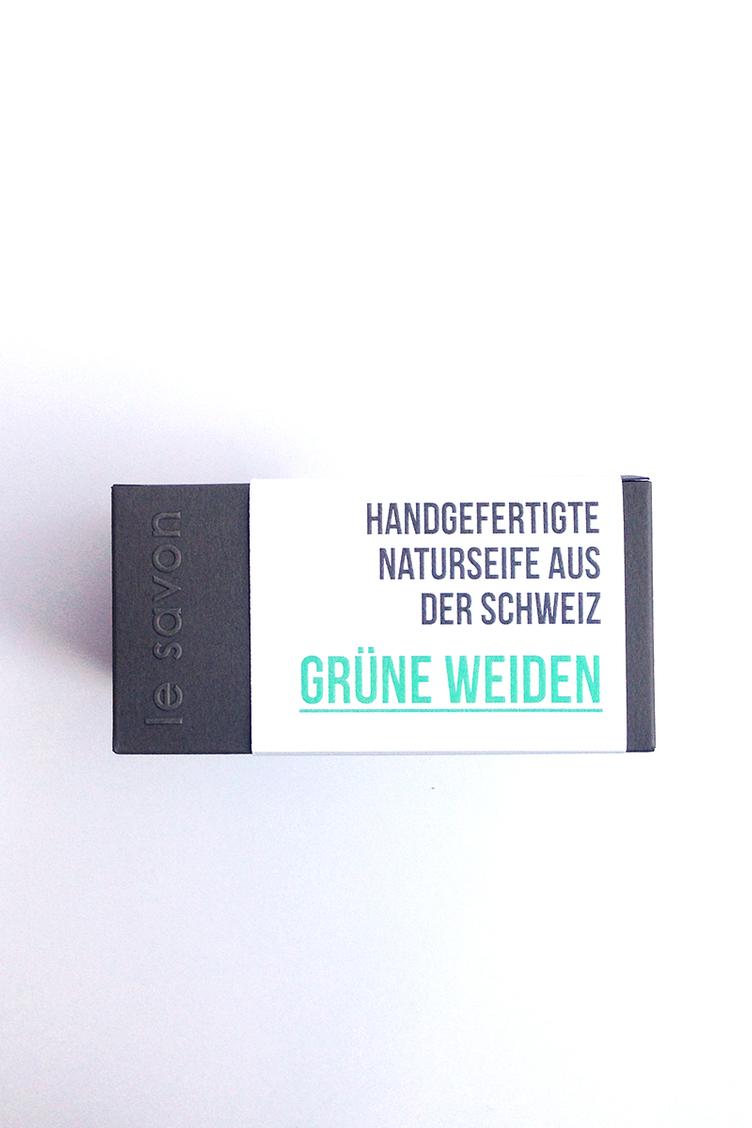 le savon
HANDGEFERTIGTE
NATURSEIFE AUS
DER SCHWEIZ
GRÜNE WEIDEN